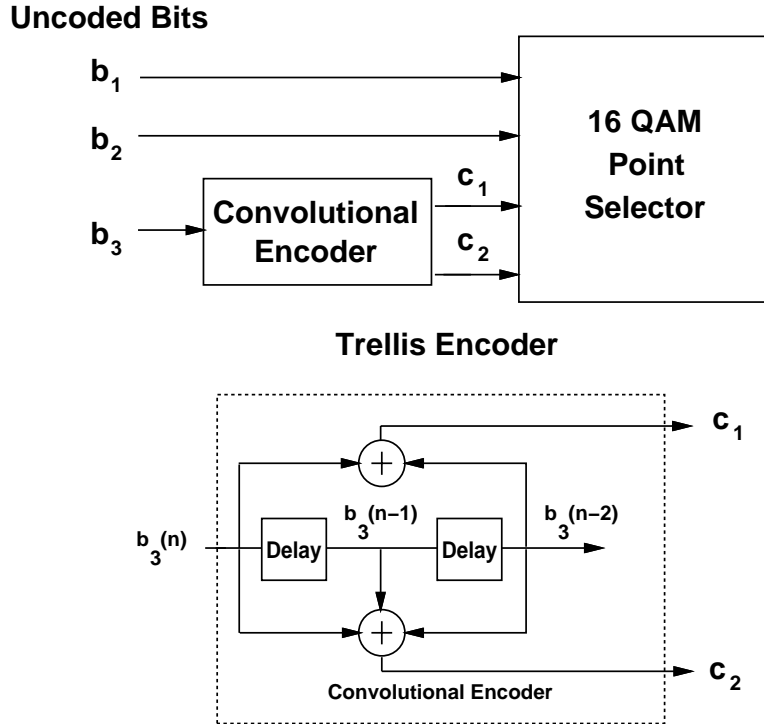 Uncoded Bits
b1
b2
b3
Convolutional
Encoder
c1
c2
16 QAM
Point
Selector
Trellis Encoder
c1
+
b3(n)
Delay
b3(n−1)
Delay
b3(n−2)
+
c2
Convolutional Encoder